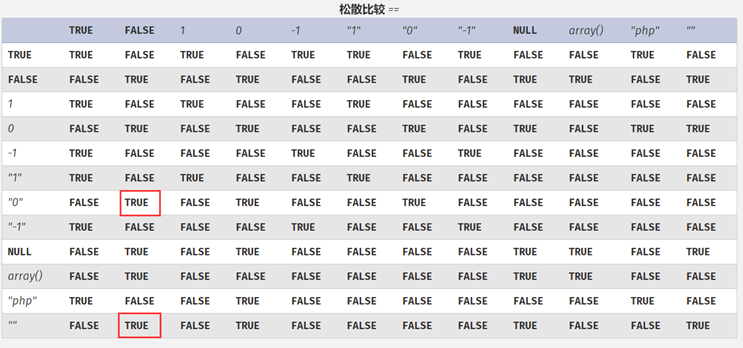 松散比较 ==
TRUE FALSE 1 0 -1 "1" "0" "-1" NULL array() "php" ""
TRUE TRUE FALSE TRUE FALSE TRUE TRUE FALSE TRUE FALSE FALSE TRUE FALSE
FALSE FALSE TRUE FALSE TRUE FALSE FALSE TRUE FALSE TRUE TRUE FALSE TRUE
1 TRUE FALSE TRUE FALSE FALSE TRUE FALSE FALSE FALSE FALSE FALSE FALSE
0 FALSE TRUE FALSE TRUE FALSE FALSE TRUE FALSE TRUE FALSE TRUE TRUE
-1 TRUE FALSE FALSE FALSE TRUE FALSE FALSE TRUE FALSE FALSE FALSE FALSE
"1" TRUE FALSE TRUE FALSE FALSE TRUE FALSE FALSE FALSE FALSE FALSE FALSE
"0" FALSE TRUE FALSE TRUE FALSE FALSE TRUE FALSE FALSE FALSE FALSE FALSE
"-1" TRUE FALSE FALSE FALSE TRUE FALSE FALSE TRUE FALSE FALSE FALSE FALSE
NULL FALSE TRUE FALSE TRUE FALSE FALSE FALSE FALSE TRUE TRUE FALSE TRUE
array() FALSE TRUE FALSE FALSE FALSE FALSE FALSE FALSE TRUE TRUE FALSE FALSE
"php" TRUE FALSE FALSE TRUE FALSE FALSE FALSE FALSE FALSE FALSE TRUE FALSE
"" FALSE TRUE FALSE TRUE FALSE FALSE FALSE FALSE TRUE FALSE FALSE TRUE